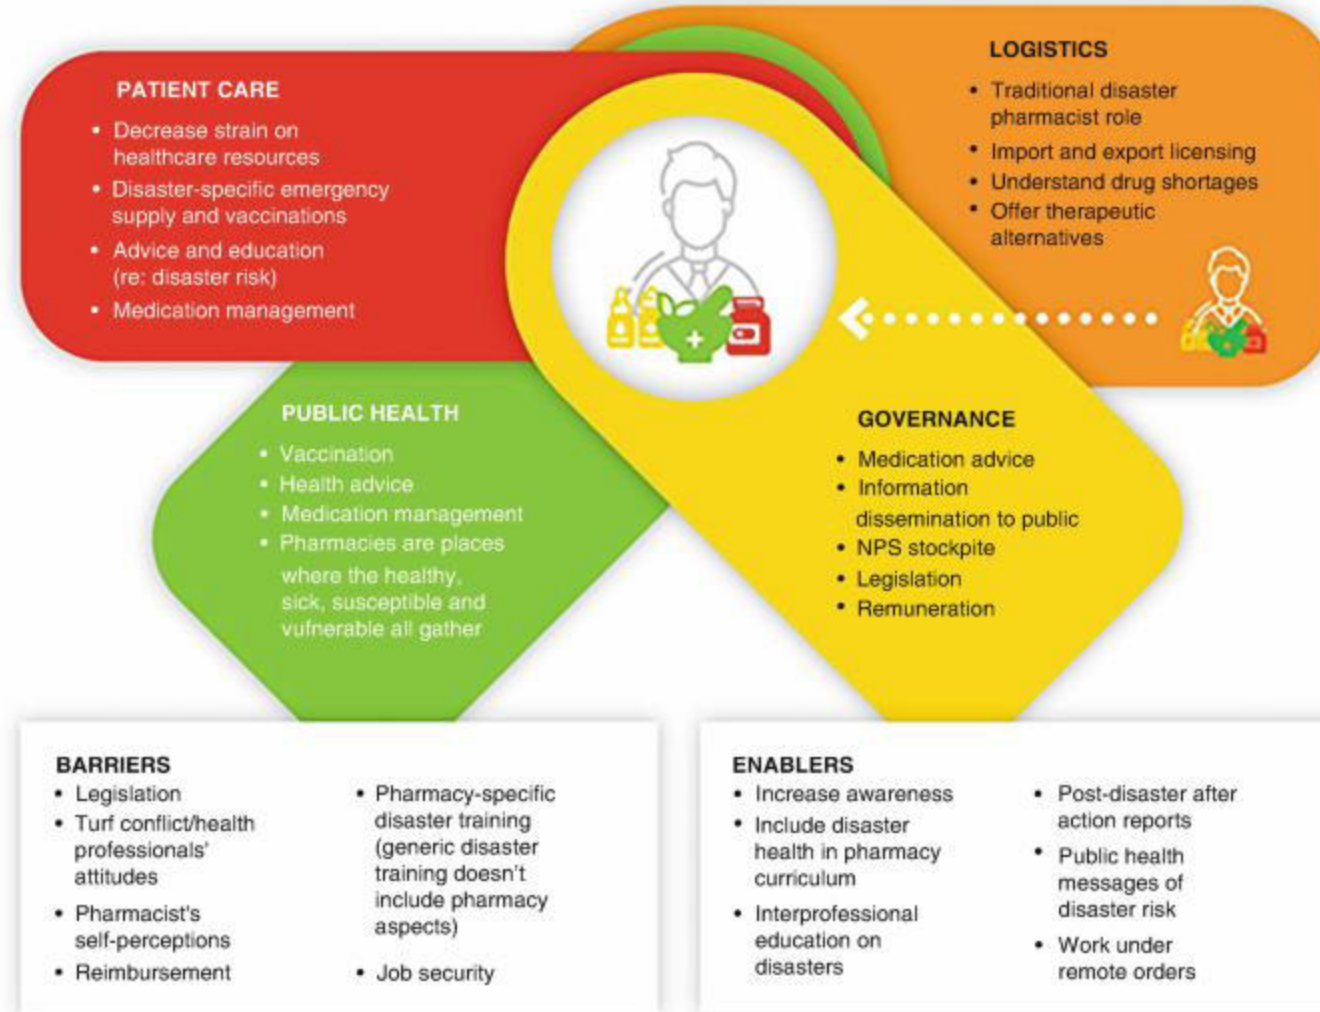 PATIENT CARE
• Decrease strain on
healthcare resources
• Disaster-specific emergency
supply and vaccinations
• Advice and education
(re: disaster risk)
• Medication management
LOGISTICS
• Traditional disaster
pharmacist role
• Import and export licensing
• Understand drug shortages
• Offer therapeutic
alternatives
PUBLIC HEALTH
• Vaccination
• Health advice
• Medication management
• Pharmacies are places
where the healthy,
sick, susceptible and
vufnerable all gather
GOVERNANCE
• Medication advice
• Information
dissemination to public
• NPS stockpite
• Legislation
• Remuneration
BARRIERS
• Legislation
• Turf conflict/health
professionals'
attitudes
• Pharmacist's
self-perceptions
• Reimbursement
• Pharmacy-specific
disaster training
(generic disaster
training doesn't
include pharmacy
aspects)
• Job security
ENABLERS
• Increase awareness
• Include disaster
health in pharmacy
curriculum
• Interprofessional
education on
disasters
• Post-disaster after
action reports
• Public health
messages of
disaster risk
• Work under
remote orders